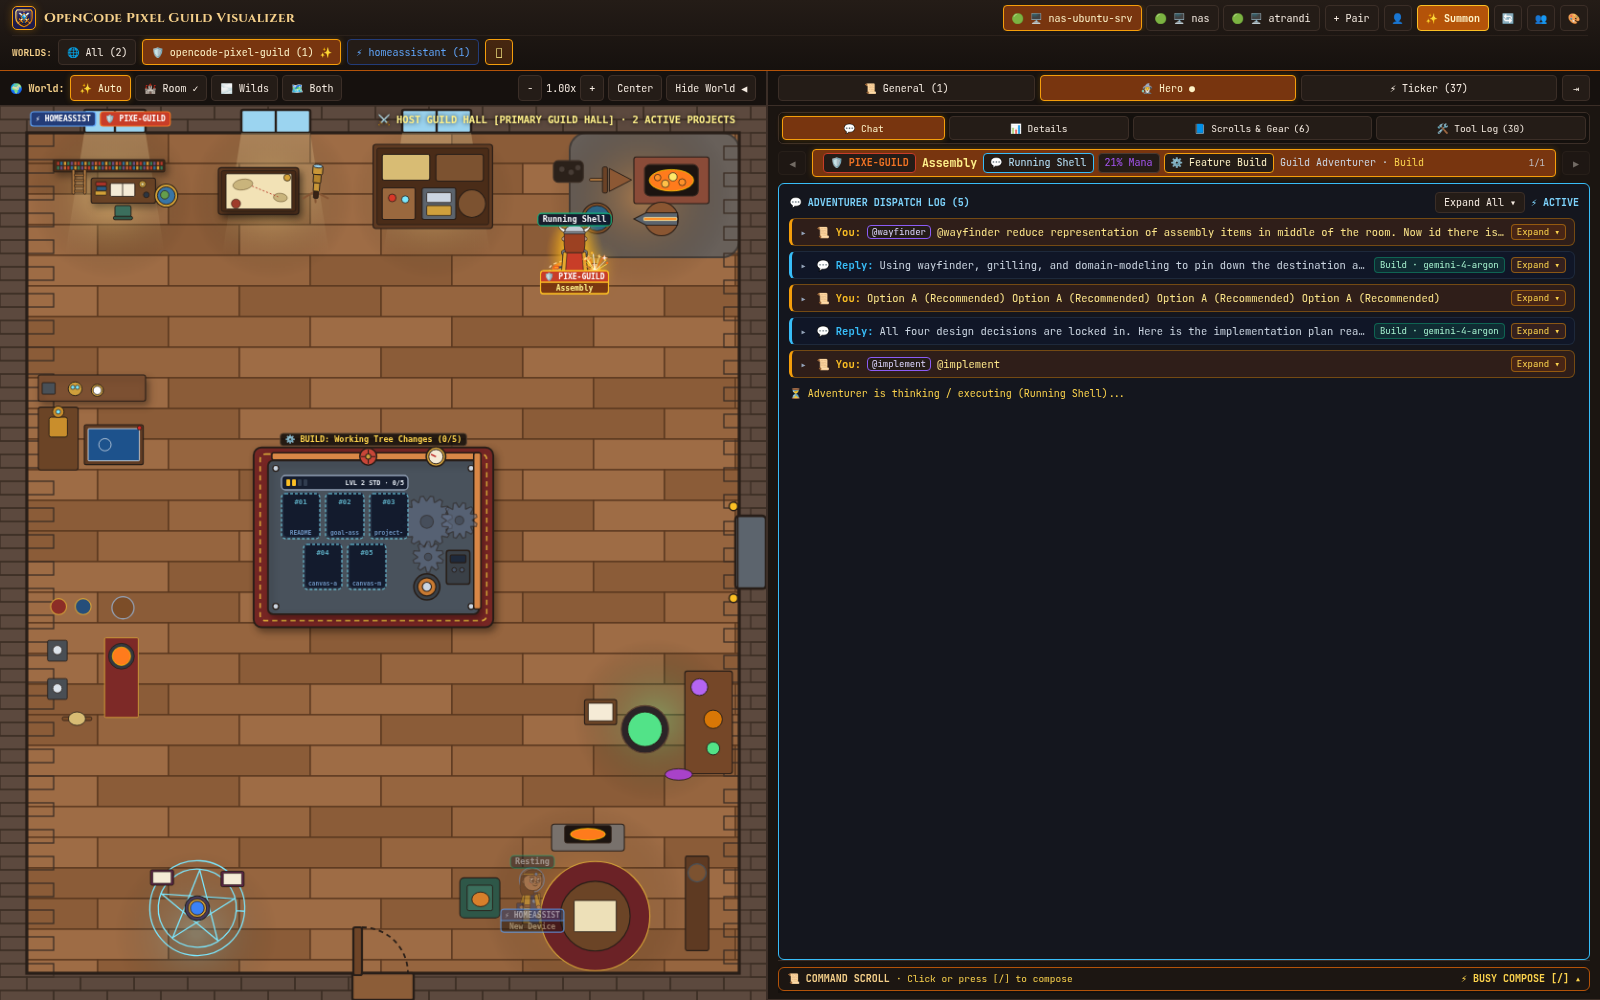 OpenCode Pixel Guild Visualizer
nas-ubuntu-srv
nas
atrandi
+ Pair
Summon
WORLDS:
All (2)
opencode-pixel-guild (1)
homeassistant (1)
World:
Auto
Room ✓
Wilds
Both
-
1.00x
+
Center
Hide World ◀
General (1)
Hero ●
Ticker (37)
HOMEASSIST
PIXE-GUILD
HOST GUILD HALL [PRIMARY GUILD HALL] · 2 ACTIVE PROJECTS
Chat
Details
Scrolls & Gear (6)
Tool Log (30)
PIXE-GUILD
Assembly
Running Shell
21% Mana
Feature Build
Guild Adventurer · Build
1/1
ADVENTURER DISPATCH LOG (5)
Expand All ▾
ACTIVE
You: @wayfinder @wayfinder reduce representation of assembly items in middle of the room. Now id there is…
Expand ▾
Reply: Using wayfinder, grilling, and domain-modeling to pin down the destination a…
Build · gemini-4-argon
Expand ▾
You: Option A (Recommended) Option A (Recommended) Option A (Recommended) Option A (Recommended)
Expand ▾
Reply: All four design decisions are locked in. Here is the implementation plan rea…
Build · gemini-4-argon
Expand ▾
You: @implement @implement
Expand ▾
Adventurer is thinking / executing (Running Shell)...
Running Shell
PIXE-GUILD
Assembly
BUILD: Working Tree Changes (0/5)
LVL 2 STD · 0/5
#01
#02
#03
README
goal-ass
project-
#04
#05
canvas-a
canvas-m
Resting
HOMEASSIST
New Device
COMMAND SCROLL · Click or press [/] to compose
BUSY COMPOSE [/] ▴